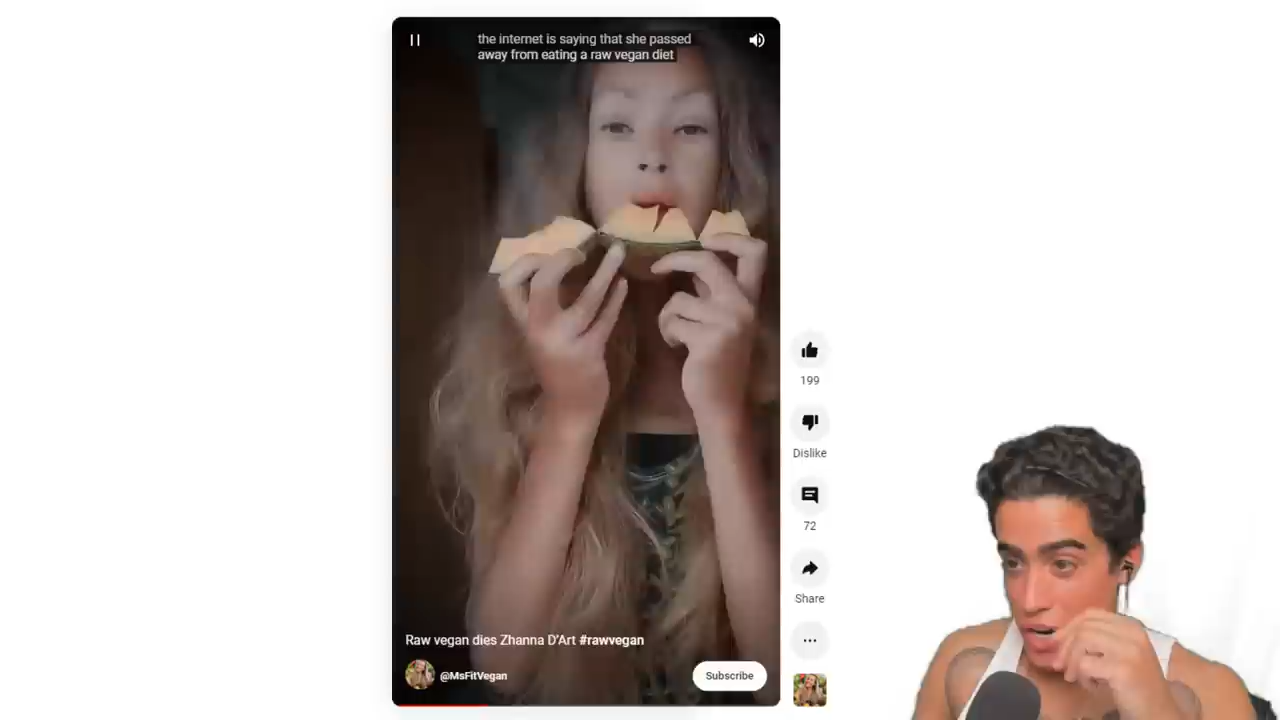 the internet is saying that she passed
away from eating a raw vegan diet
199
Dislike
72
Share
Raw vegan dies Zhanna D'Art #rawvegan
@MsFitVegan
Subscribe